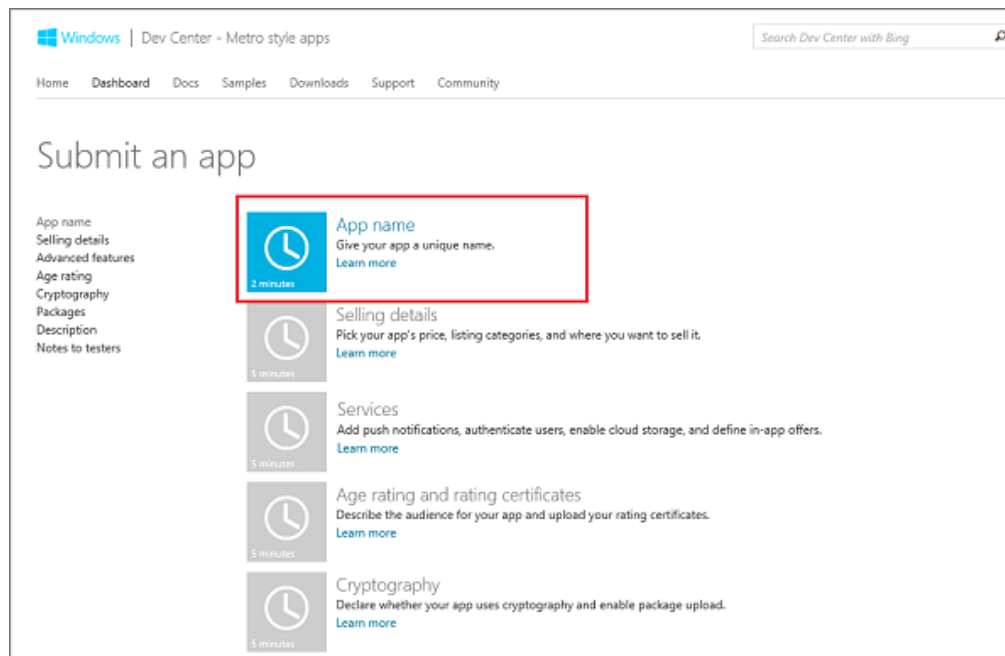 Windows | Dev Center - Metro style apps
Search Dev Center with Bing
Home Dashboard Docs Samples Downloads Support Community
Submit an app
App name
Selling details
Advanced features
Age rating
Cryptography
Packages
Description
Notes to testers
App name
Give your app a unique name.
Learn more
2 minutes
Selling details
Pick your app's price, listing categories, and where you want to sell it.
Learn more
5 minutes
Services
Add push notifications, authenticate users, enable cloud storage, and define in-app offers.
Learn more
5 minutes
Age rating and rating certificates
Describe the audience for your app and upload your rating certificates.
Learn more
5 minutes
Cryptography
Declare whether your app uses cryptography and enable package upload.
Learn more
5 minutes